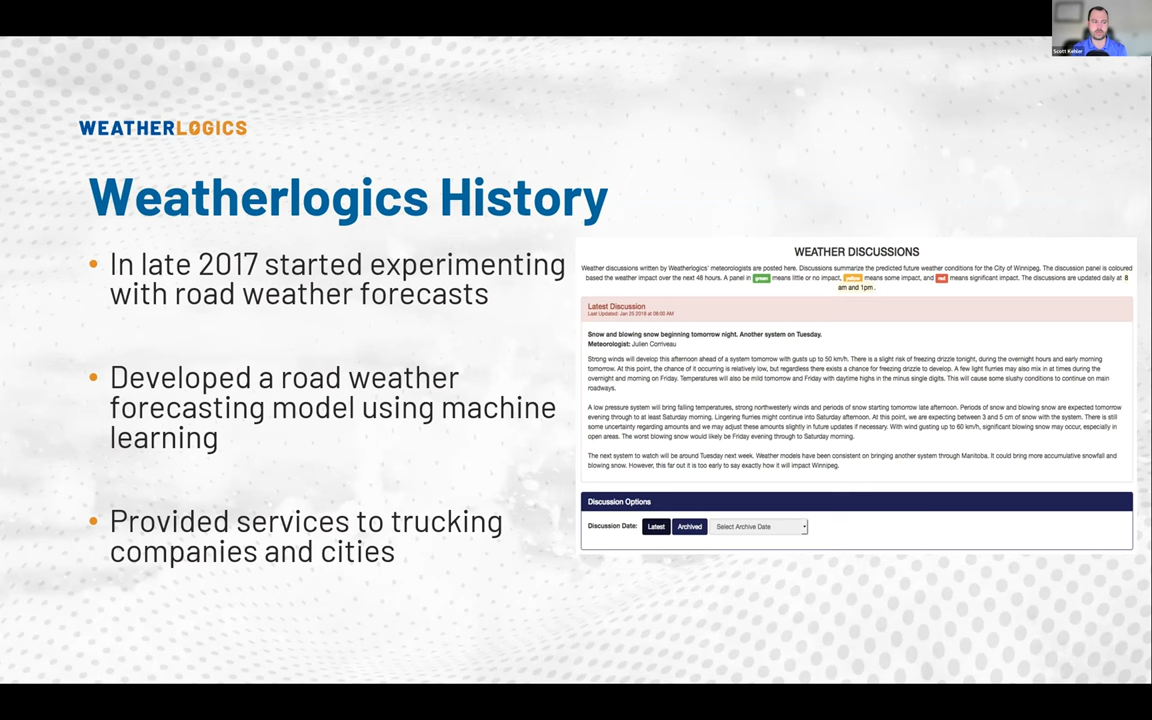 Scott Kehler
WEATHERLOGICS
Weatherlogics History
• In late 2017 started experimenting
with road weather forecasts
• Developed a road weather
forecasting model using machine
learning
• Provided services to trucking
companies and cities
WEATHER DISCUSSIONS
Weather discussions written by Weatherlogics' meteorologists are posted here. Discussions summarize the predicted future weather conditions for the City of Winnipeg. The discussion panel is coloured
based on the weather impact over the next 48 hours. A panel in green means little or no impact, yellow means some impact, and red means significant impact. The discussions are updated daily at 8
am and 1pm .
Latest Discussion
Last Updated: Jan 25 2018 at 08:00 AM
Snow and blowing snow beginning tomorrow night. Another system on Tuesday.
Meteorologist: Julien Corriveau
Strong winds will develop this afternoon ahead of a system tomorrow with gusts up to 50 km/h. There is a slight risk of freezing drizzle tonight, during the overnight hours and early morning
tomorrow. At this point, the chance of it occuring is relatively low, but regardless there exists a chance for freezing drizzle to develop. A few light flurries may also mix in at times during the
overnight and morning on Friday. Temperatures will also be mild tomorrow and Friday with daytime highs in the minus single digits. This will cause some slushy conditions to continue on main
roadways.
A low pressure system will bring falling temperatures, strong northwesterly winds and periods of snow starting tomorrow late afternoon. Periods of snow and blowing snow are expected tomorrow
evening through to at least Saturday morning. Lingering flurries might continue into Saturday afternoon. At this point, we are expecting between 3 and 5 cm of snow with the system. There is still
some uncertainty regarding amounts and we may adjust these amounts slightly in future updates if necessary. With wind gusting up to 60 km/h, significant blowing snow may occur, especially in
open areas. The worst blowing snow would likely be Friday evening through to Saturday morning.
The next system to watch will be around Tuesday next week. Weather models have been consistent on bringing another system through Manitoba. It could bring more accumulative snowfall and
blowing snow. However, this far out it is too early to say exactly how it will impact Winnipeg.
Discussion Options
Discussion Date: Latest Archived Select Archive Date